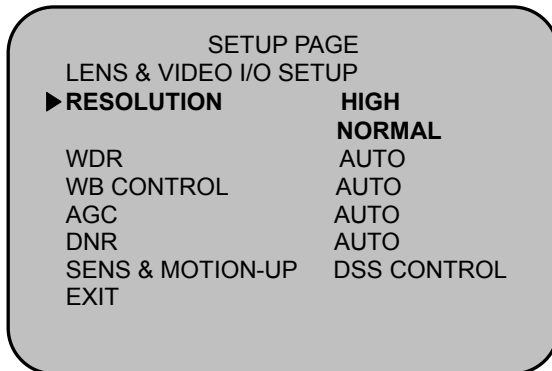 SETUP PAGE
LENS & VIDEO I/O SETUP
▶RESOLUTION HIGH
NORMAL
WDR AUTO
WB CONTROL AUTO
AGC AUTO
DNR AUTO
SENS & MOTION-UP DSS CONTROL
EXIT